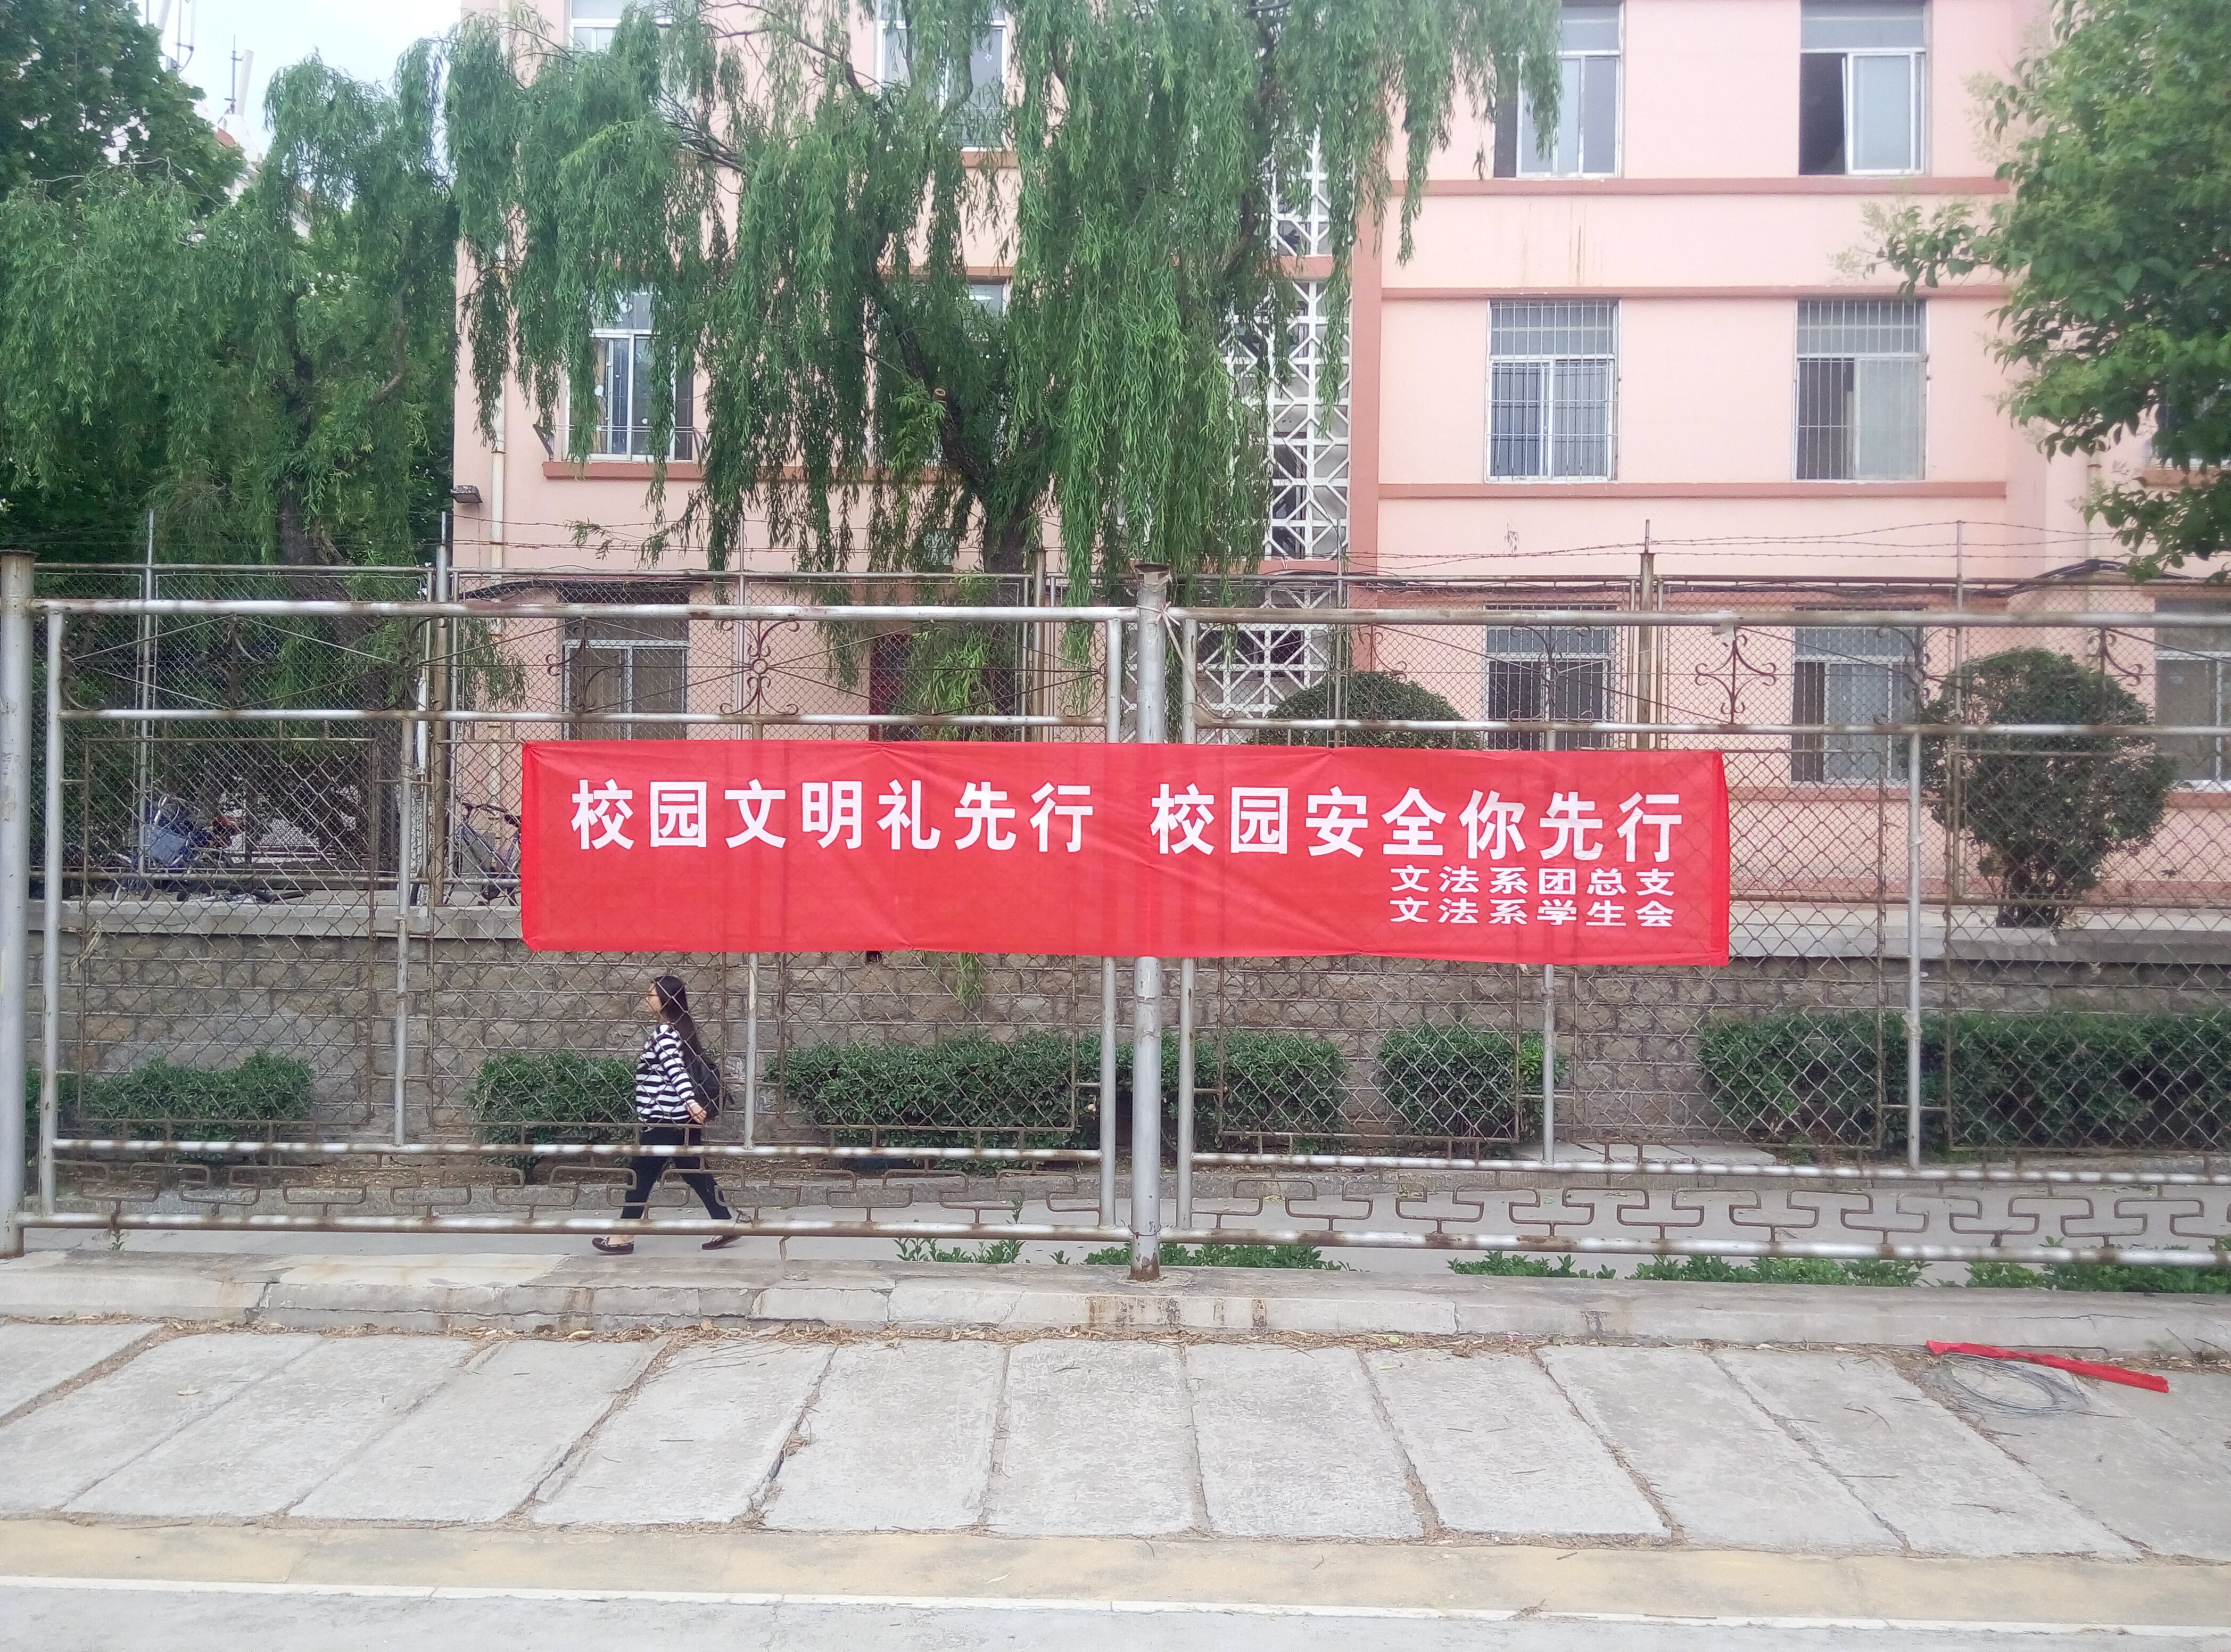 校园文明礼先行 校园安全你先行
文法系团总支
文法系学生会